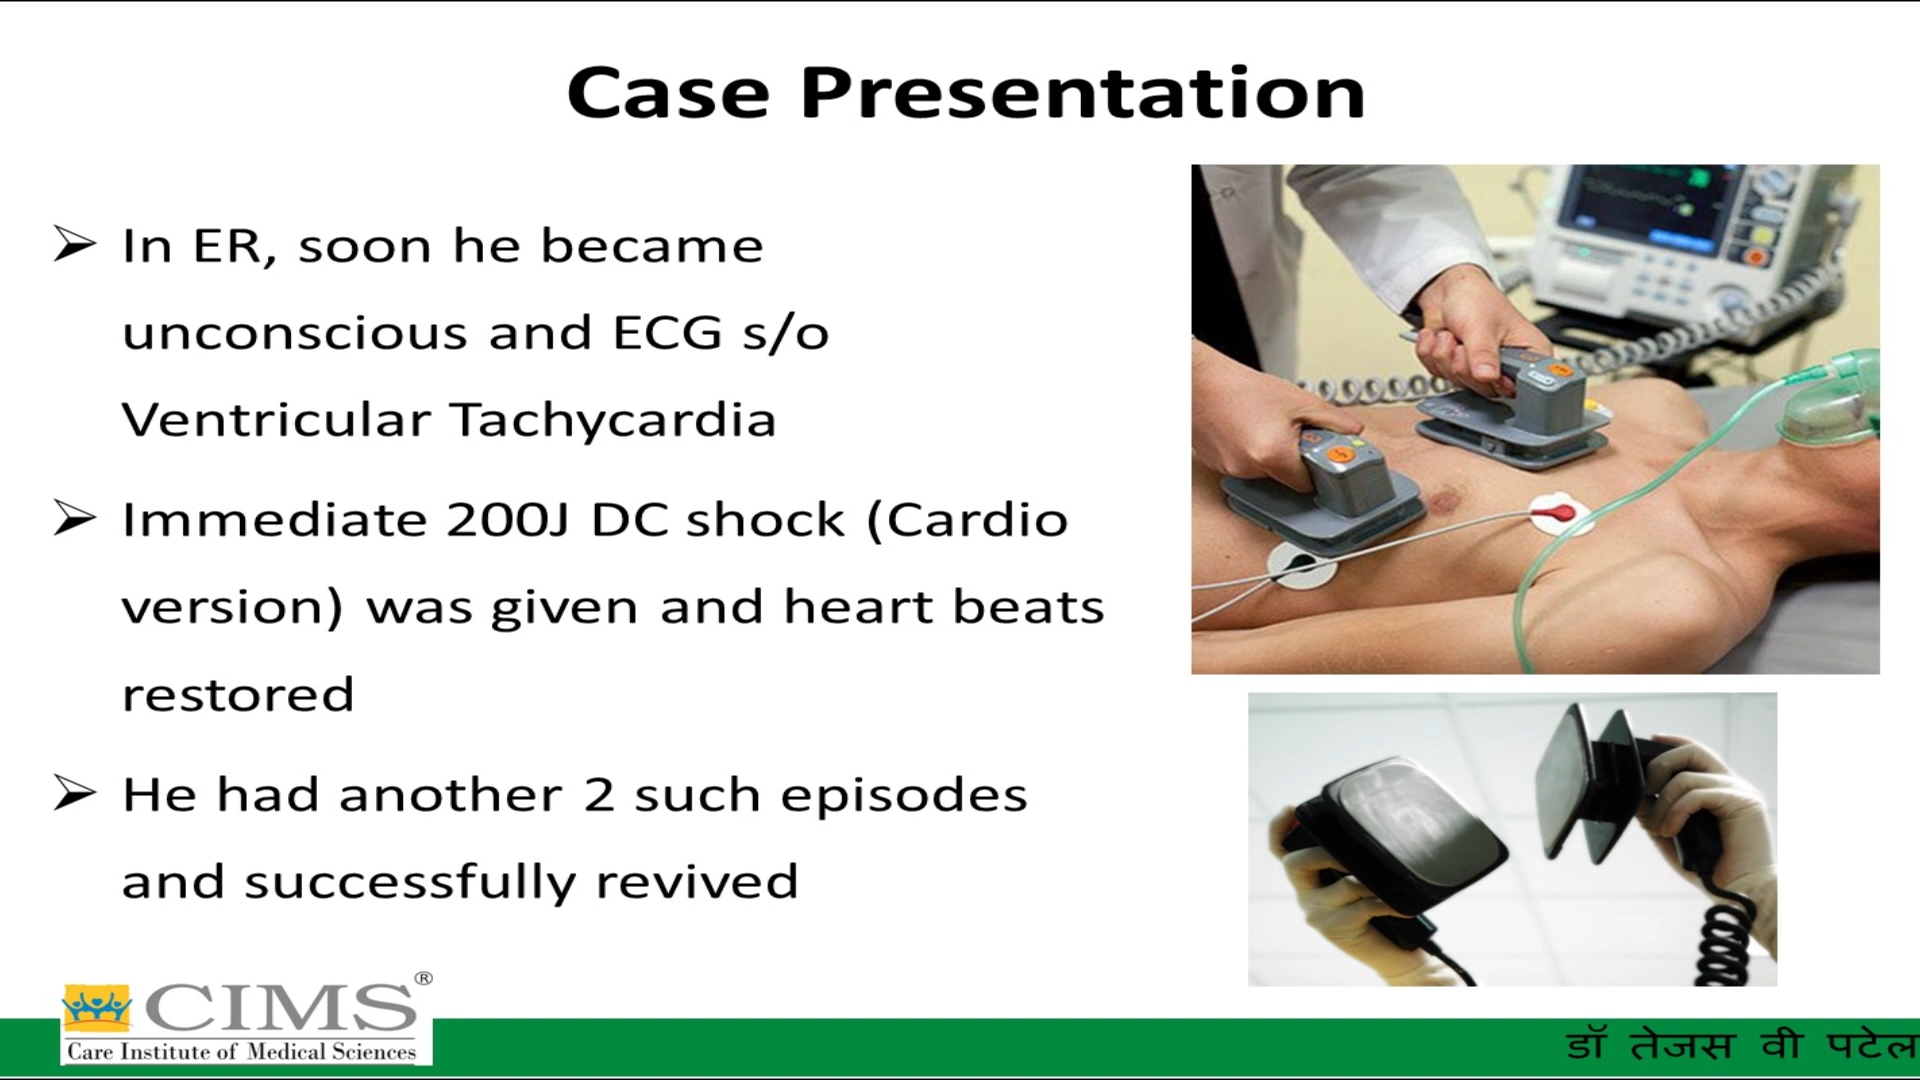 Case Presentation
In ER, soon he became
unconscious and ECG s/o
Ventricular Tachycardia
Immediate 200J DC shock (Cardio
version) was given and heart beats
restored
He had another 2 such episodes
and successfully revived
CIMS®
Care Institute of Medical Sciences
डॉ तेजस वी पटेल